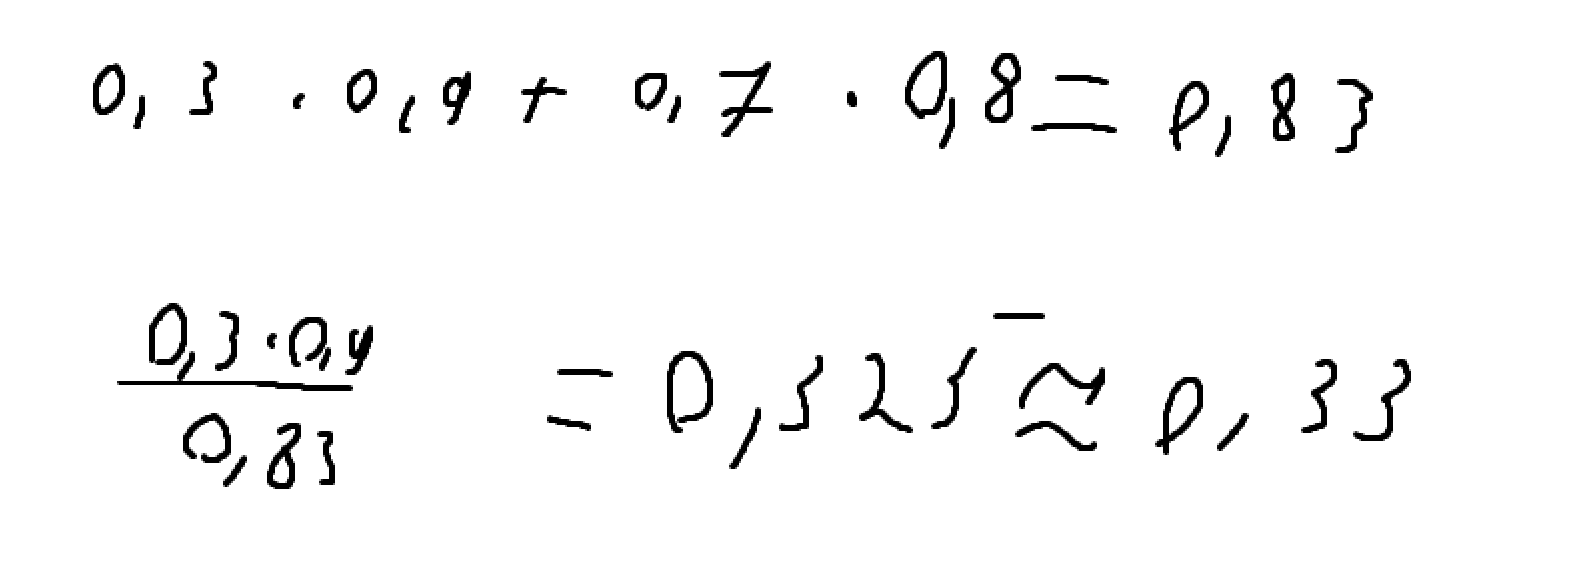 0,3 · 0,9 + 0,7 · 0,8 = 0,83
0,3·0,9
0,83
= 0,325 ≈ 0,33